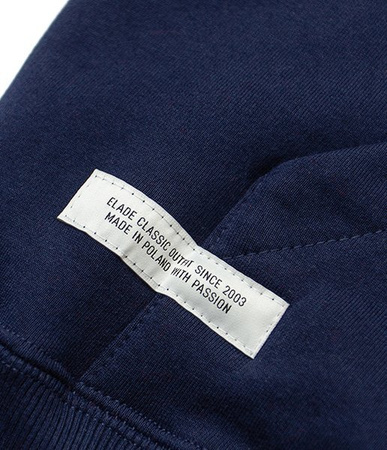 ELADE CLASSIC OUTFIT SINCE 2003
MADE IN POLAND WITH PASSION